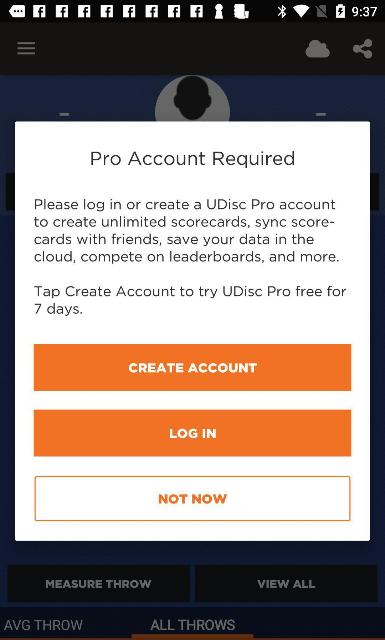 9:37
Pro Account Required
Please log in or create a UDisc Pro account
to create unlimited scorecards, sync score-
cards with friends, save your data in the
cloud, compete on leaderboards, and more.
Tap Create Account to try UDisc Pro free for
7 days.
CREATE ACCOUNT
LOG IN
NOT NOW
MEASURE THROW
VIEW ALL
AVG THROW
ALL THROWS